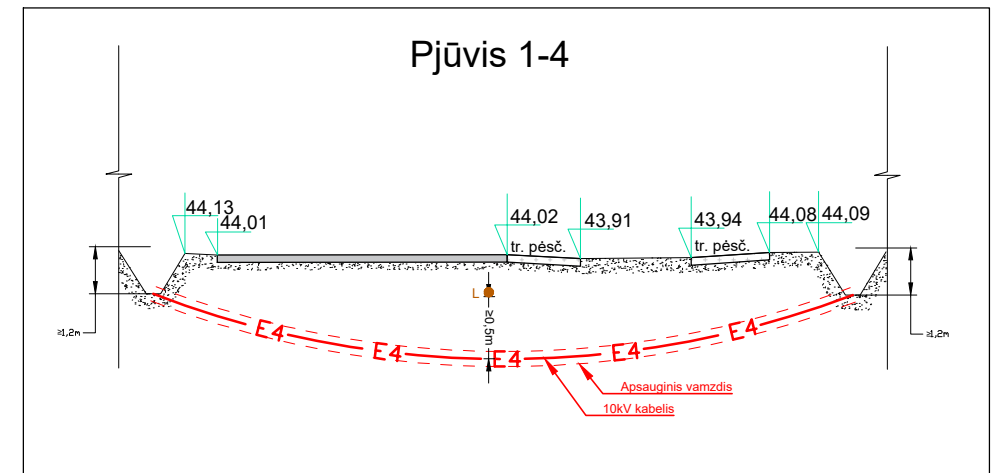 Pjūvis 1-4
44,13
44,01
44,02
43,91
43,94
44,08
44,09
tr. pėsč.
tr. pėsč.
L
≥0,5m
≥1,2m
≥1,2m
E4
E4
E4
E4
E4
Apsauginis vamzdis
10kV kabelis